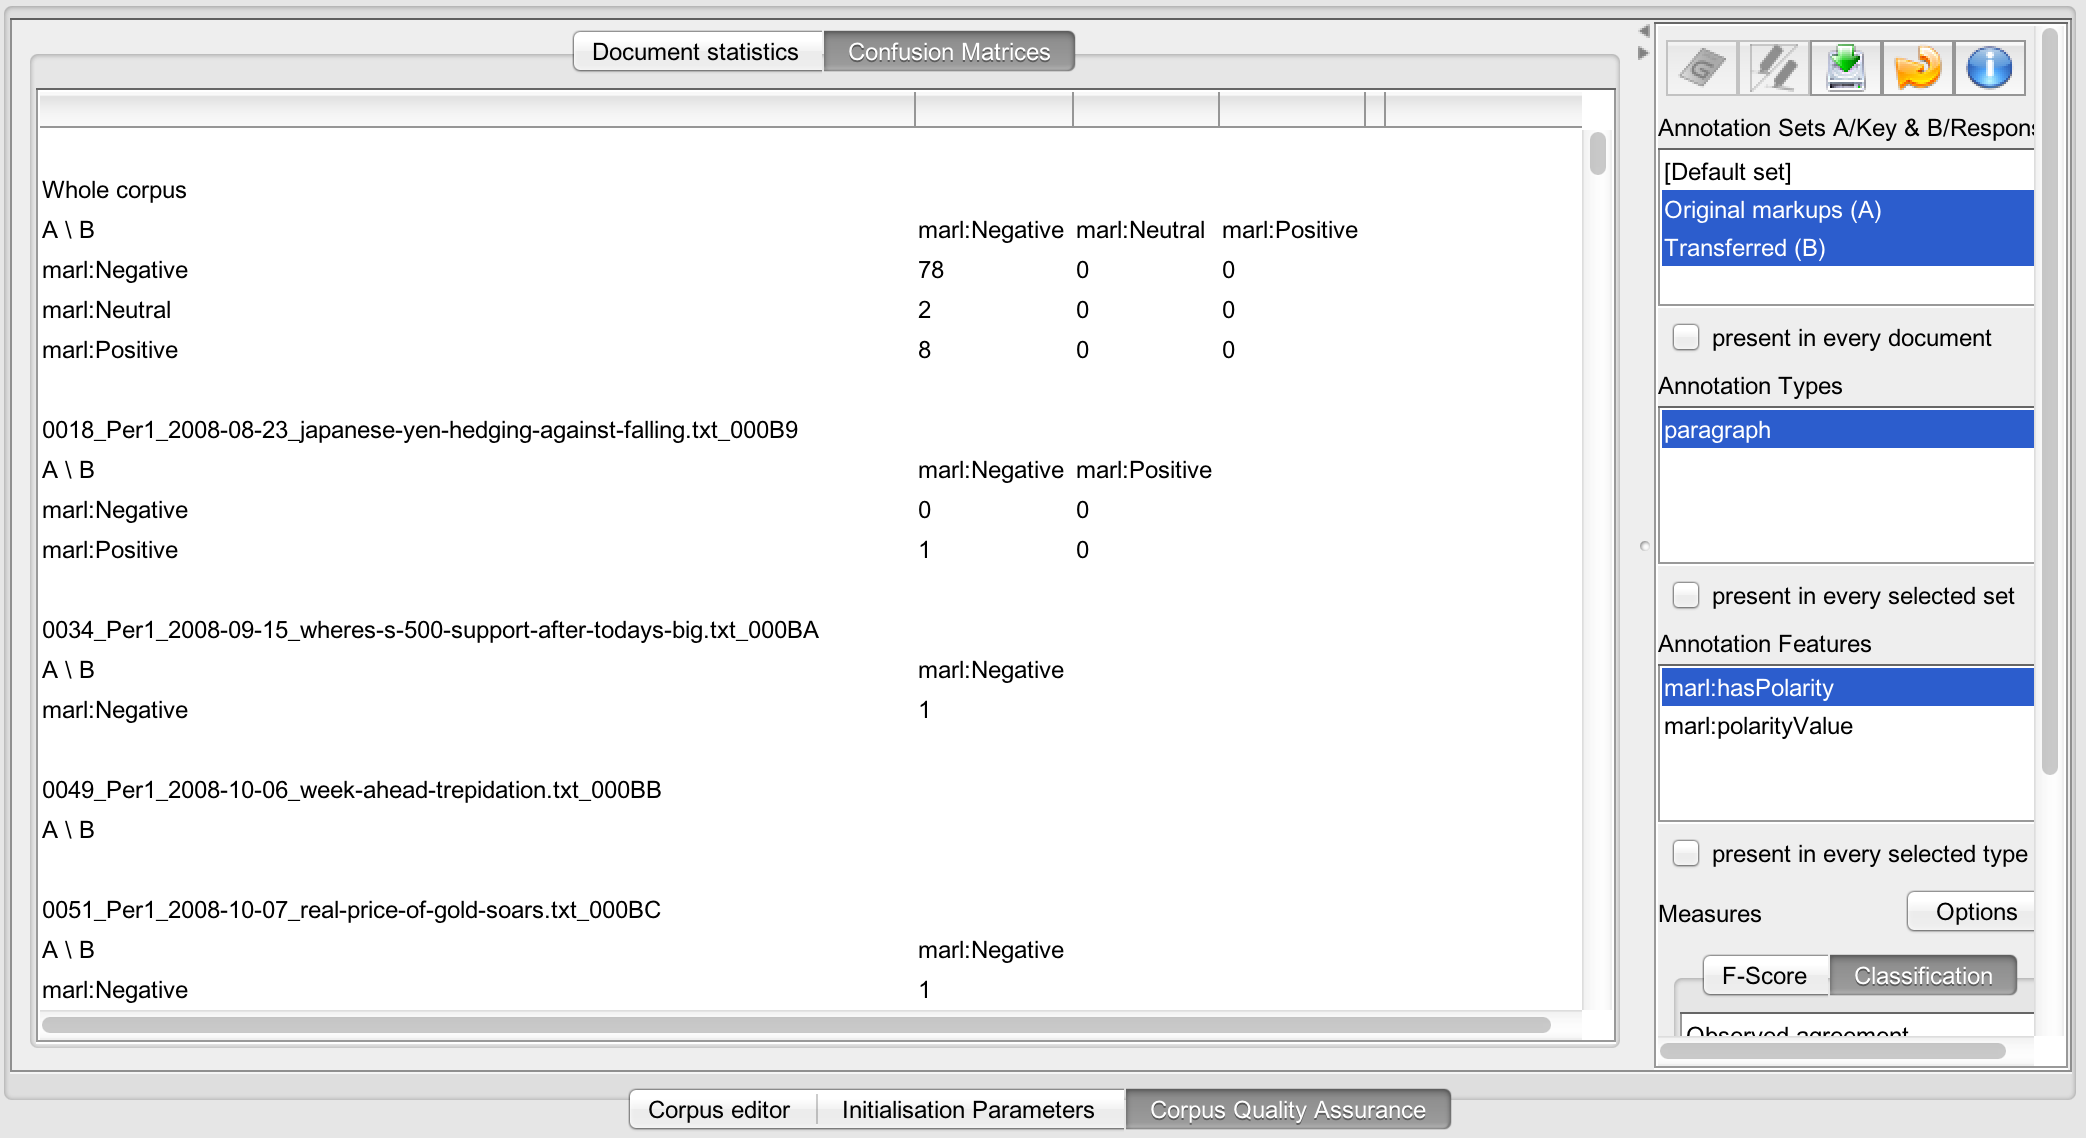 Document statistics Confusion Matrices
Whole corpus
A \ B marl:Negative marl:Neutral marl:Positive
marl:Negative 78 0 0
marl:Neutral 2 0 0
marl:Positive 8 0 0
0018_Per1_2008-08-23_japanese-yen-hedging-against-falling.txt_000B9
A \ B marl:Negative marl:Positive
marl:Negative 0 0
marl:Positive 1 0
0034_Per1_2008-09-15_wheres-s-500-support-after-todays-big.txt_000BA
A \ B marl:Negative
marl:Negative 1
0049_Per1_2008-10-06_week-ahead-trepidation.txt_000BB
A \ B
0051_Per1_2008-10-07_real-price-of-gold-soars.txt_000BC
A \ B marl:Negative
marl:Negative 1
G
i
Annotation Sets A/Key & B/Respons
[Default set]
Original markups (A)
Transferred (B)
present in every document
Annotation Types
paragraph
present in every selected set
Annotation Features
marl:hasPolarity
marl:polarityValue
present in every selected type
Measures Options
F-Score Classification
Observed agreement
Corpus editor Initialisation Parameters Corpus Quality Assurance